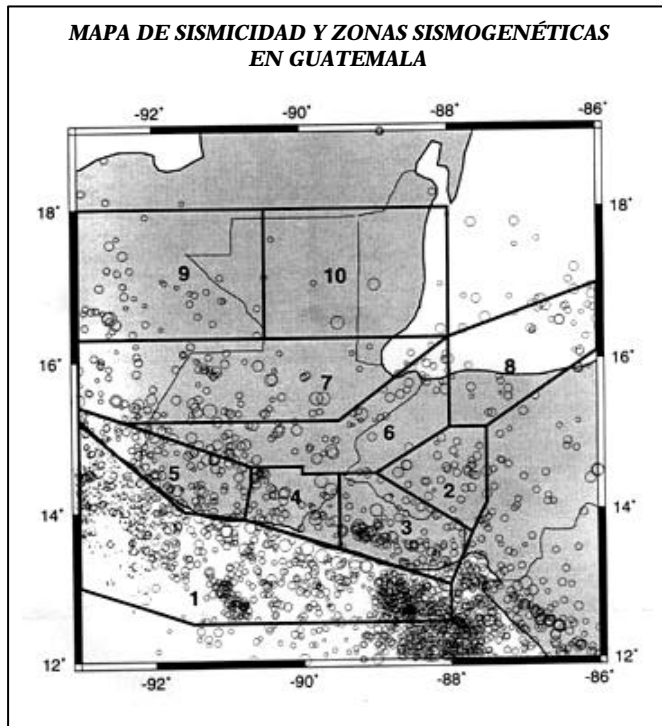 MAPA DE SISMICIDAD Y ZONAS SISMOGENÉTICAS
EN GUATEMALA
-92° -90° -88° -86°
18° 18°
16° 16°
14° 14°
12° 12°
-92° -90° -88° -86°
9 10
8
7
6
5 4 2
3
1